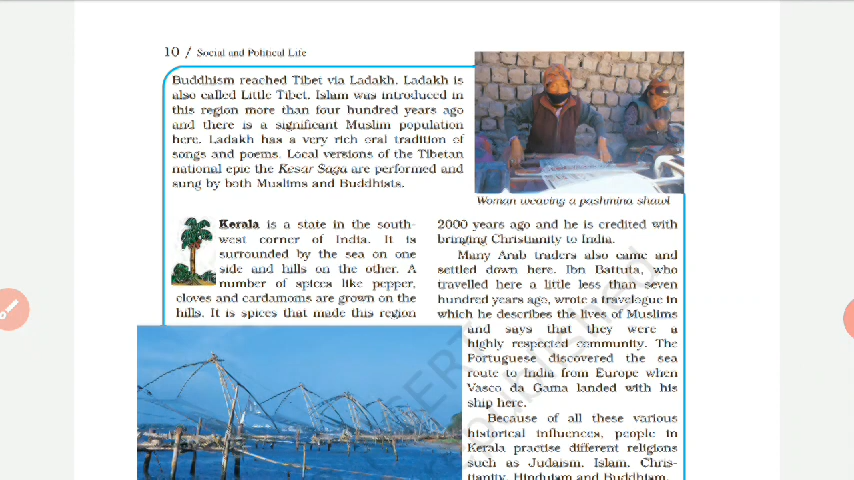 10 / Social and Political Life
Buddhism reached Tibet via Ladakh. Ladakh is
also called Little Tibet. Islam was introduced in
this region more than four hundred years ago
and there is a significant Muslim population
here. Ladakh has a very rich oral tradition of
songs and poems. Local versions of the Tibetan
national epic the Kesar Saga are performed and
sung by both Muslims and Buddhists.
Woman weaving a pashmina shawl
Kerala is a state in the south-
west corner of India. It is
surrounded by the sea on one
side and hills on the other. A
number of spices like pepper,
cloves and cardamoms are grown on the
hills. It is spices that made this region
2000 years ago and he is credited with
bringing Christianity to India.
Many Arab traders also came and
settled down here. Ibn Battuta, who
travelled here a little less than seven
hundred years ago, wrote a travelogue in
which he describes the lives of Muslims
and says that they were a
highly respected community. The
Portuguese discovered the sea
route to India from Europe when
Vasco da Gama landed with his
ship here.
Because of all these various
historical influences, people in
Kerala practise different religions
such as Judaism, Islam, Chris-
tianity, Hinduism and Buddhism.